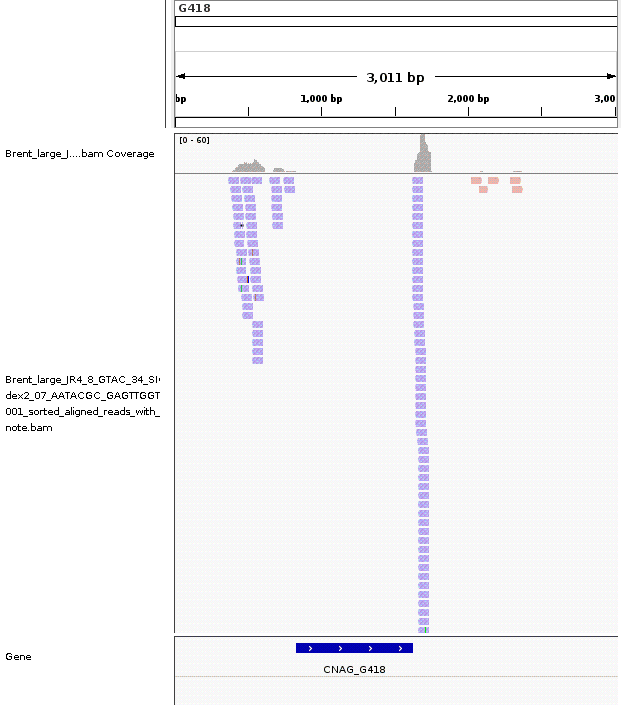 G418
3,011 bp
bp 1,000 bp 2,000 bp 3,00
[0 - 60]
Brent_large_J....bam Coverage
Brent_large_JR4_8_GTAC_34_SI
dex2_07_AATACGC_GAGTTGGT
001_sorted_aligned_reads_with_
note.bam
Gene
CNAG_G418